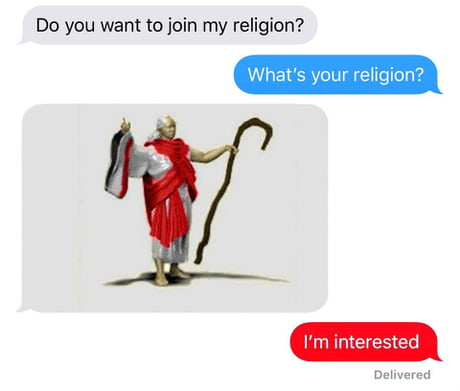 Do you want to join my religion?
What's your religion?
I'm interested
Delivered